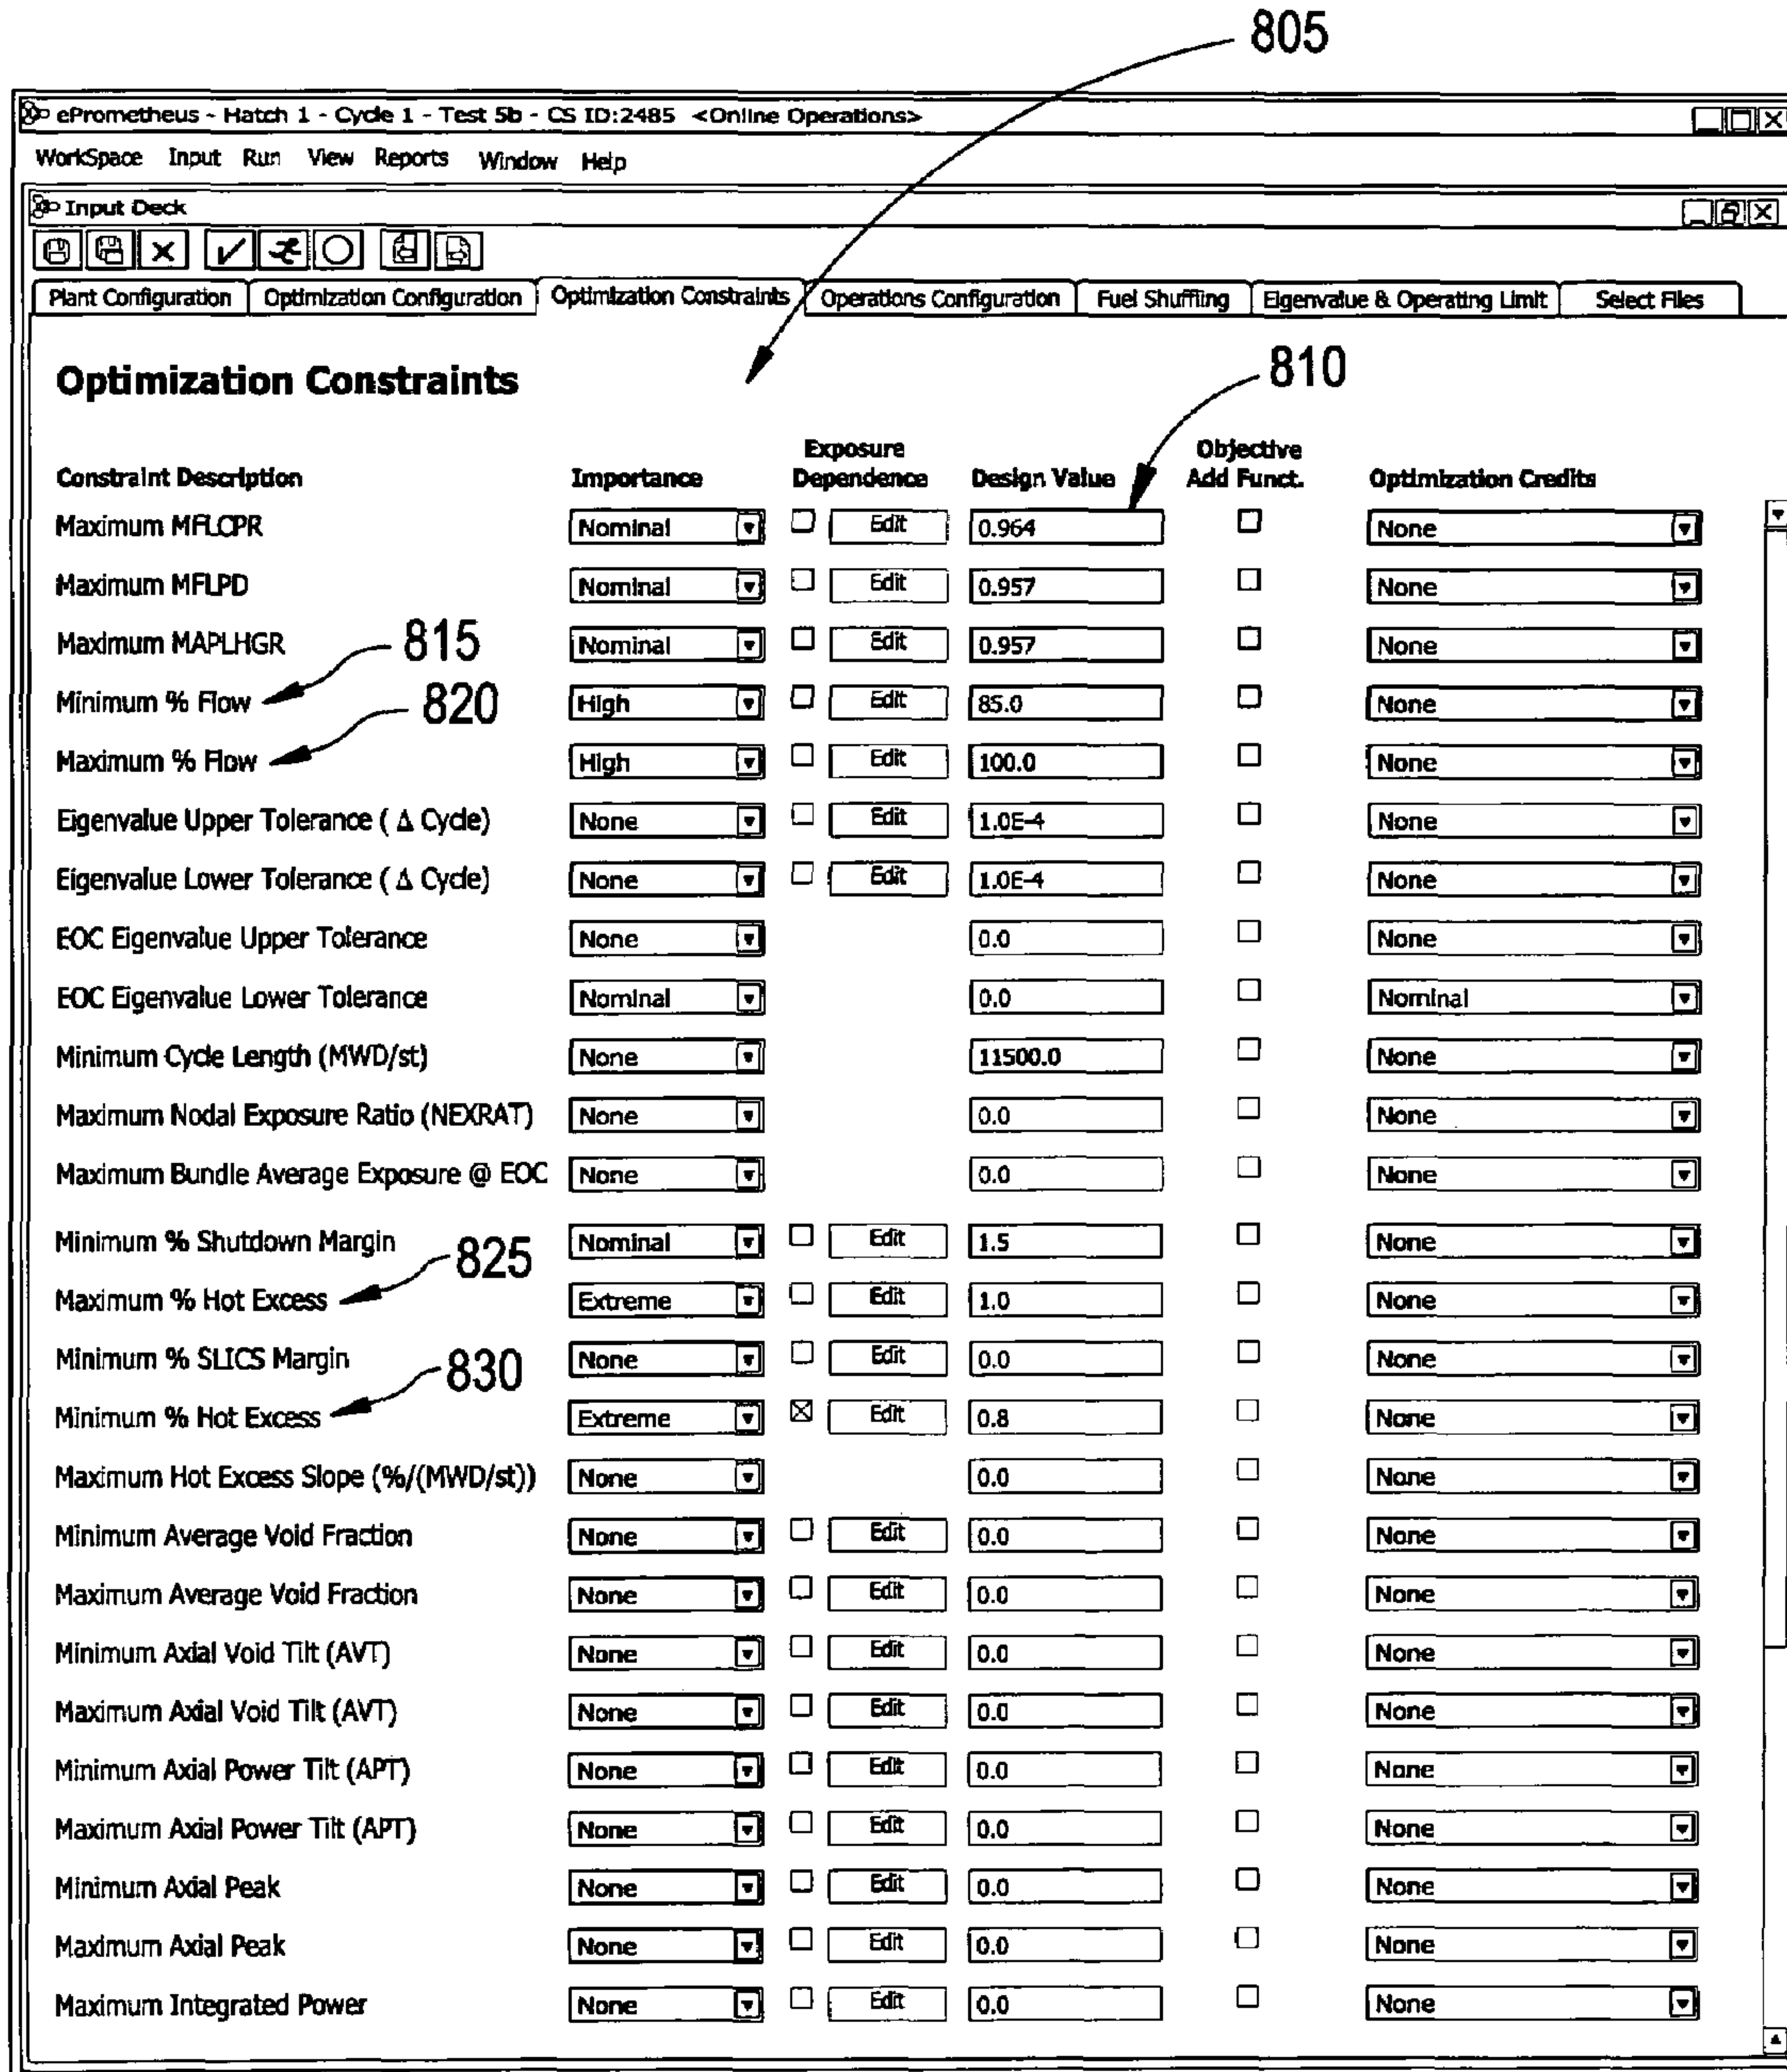 805
ePrometheus - Hatch 1 - Cycle 1 - Test 5b - CS ID:2485 <Online Operations>
WorkSpace Input Run View Reports Window Help
Input Deck
Plant Configuration Optimization Configuration Optimization Constraints Operations Configuration Fuel Shuffling Eigenvalue & Operating Limit Select Files
Optimization Constraints
810
Constraint Description Importance Exposure Dependence Design Value Objective Add Funct. Optimization Credits
Maximum MFLCPR Nominal Edit 0.964 None
Maximum MFLPD Nominal Edit 0.957 None
Maximum MAPLHGR 815 Nominal Edit 0.957 None
Minimum % Flow 820 High Edit 85.0 None
Maximum % Flow High Edit 100.0 None
Eigenvalue Upper Tolerance ( Δ Cycle) None Edit 1.0E-4 None
Eigenvalue Lower Tolerance ( Δ Cycle) None Edit 1.0E-4 None
EOC Eigenvalue Upper Tolerance None 0.0 None
EOC Eigenvalue Lower Tolerance Nominal 0.0 Nominal
Minimum Cycle Length (MWD/st) None 11500.0 None
Maximum Nodal Exposure Ratio (NEXRAT) None 0.0 None
Maximum Bundle Average Exposure @ EOC None 0.0 None
Minimum % Shutdown Margin 825 Nominal Edit 1.5 None
Maximum % Hot Excess Extreme Edit 1.0 None
Minimum % SLICS Margin 830 None Edit 0.0 None
Minimum % Hot Excess Extreme Edit 0.8 None
Maximum Hot Excess Slope (%/(MWD/st)) None 0.0 None
Minimum Average Void Fraction None Edit 0.0 None
Maximum Average Void Fraction None Edit 0.0 None
Minimum Axial Void Tilt (AVT) None Edit 0.0 None
Maximum Axial Void Tilt (AVT) None Edit 0.0 None
Minimum Axial Power Tilt (APT) None Edit 0.0 None
Maximum Axial Power Tilt (APT) None Edit 0.0 None
Minimum Axial Peak None Edit 0.0 None
Maximum Axial Peak None Edit 0.0 None
Maximum Integrated Power None Edit 0.0 None